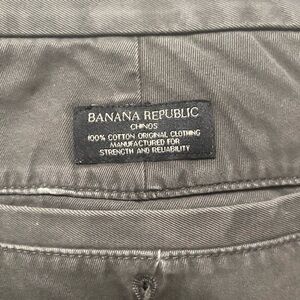 BANANA REPUBLIC
CHINOS
100% COTTON ORIGINAL CLOTHING
MANUFACTURED FOR
STRENGTH AND RELIABILITY